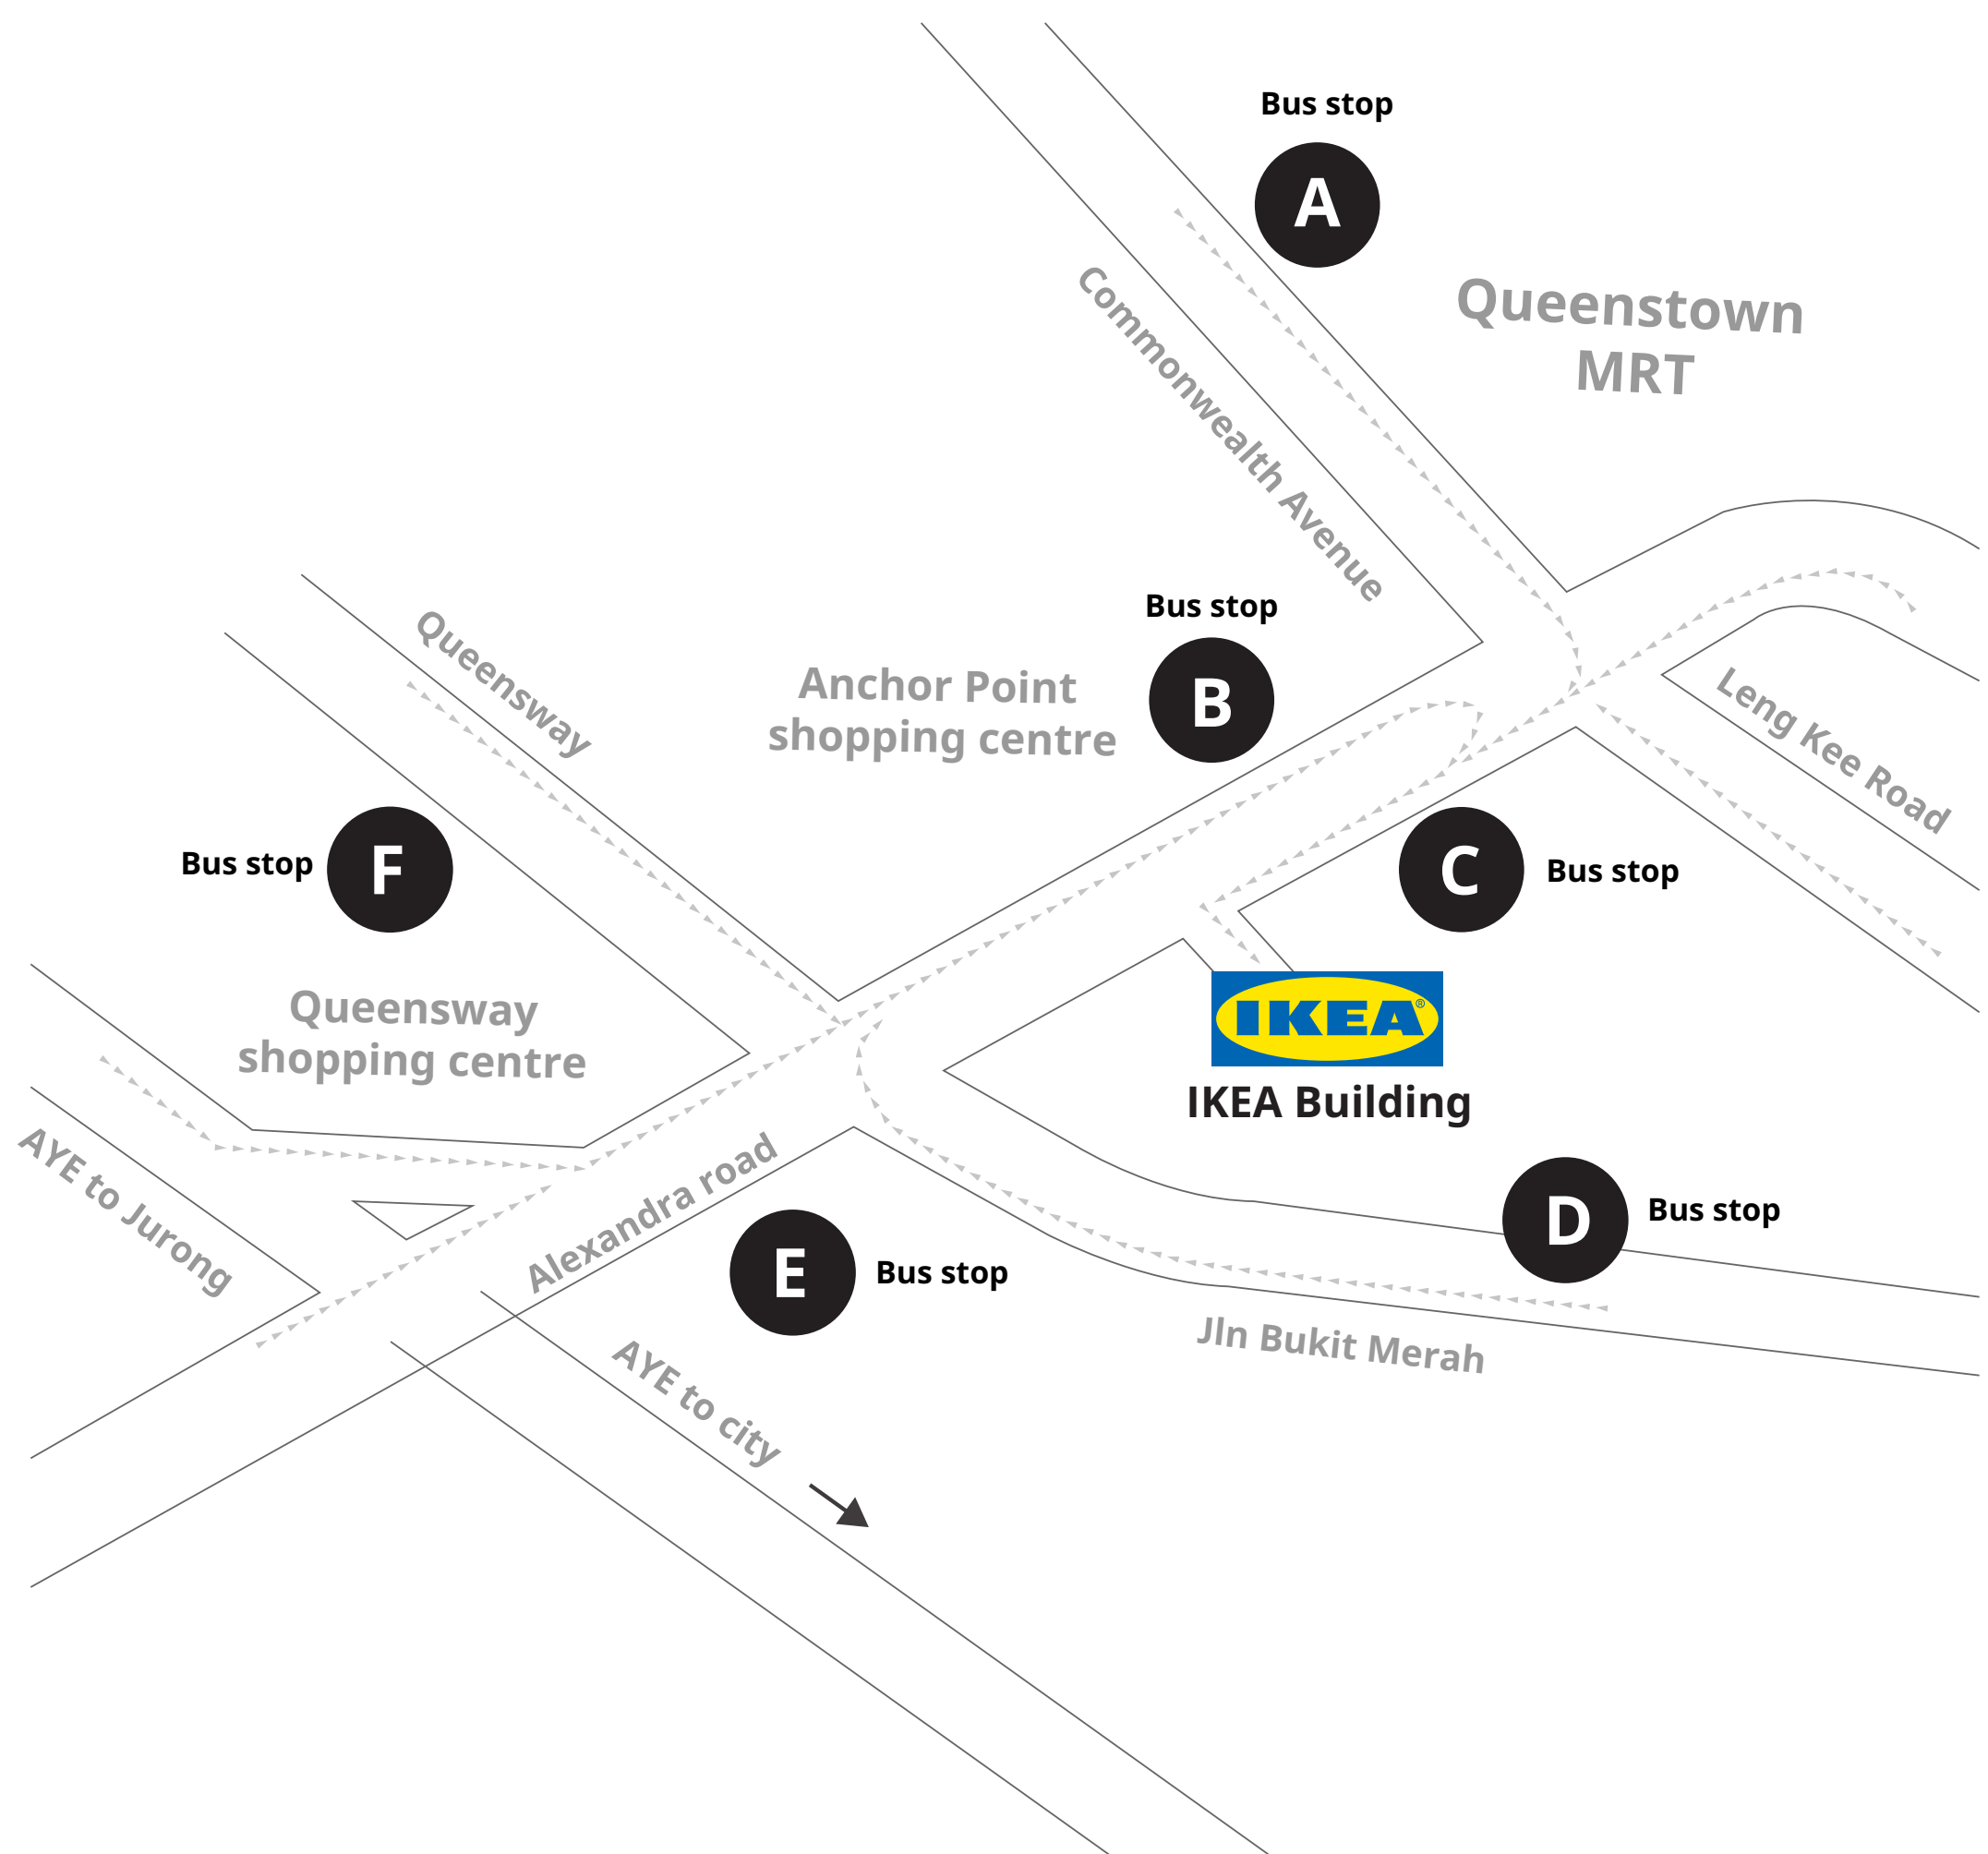 Bus stop
A
Queenstown
MRT
Commonwealth Avenue
Bus stop
B
Queensway
Anchor Point
shopping centre
Leng Kee Road
Bus stop
F
C
Bus stop
Queensway
shopping centre
IKEA®
IKEA Building
AYE to Jurong
Alexandra road
D
Bus stop
E
Bus stop
Jln Bukit Merah
AYE to city